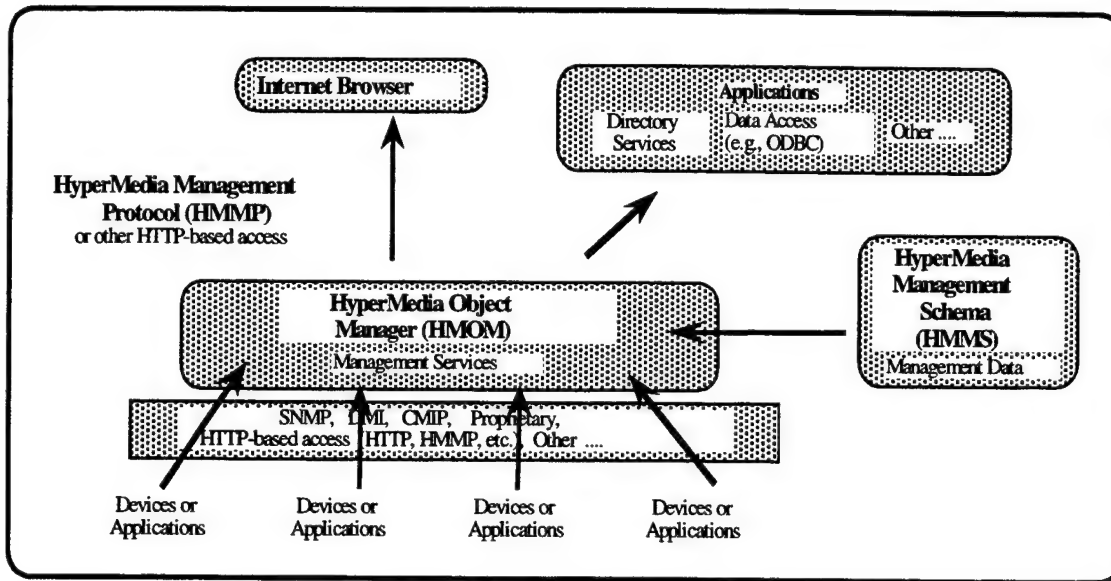 Internet Browser
Applications
Directory
Services
Data Access
(e.g., ODBC)
Other ....
HyperMedia Management
Protocol (HMMP)
or other HTTP-based access
HyperMedia Object
Manager (HMOM)
Management Services
HyperMedia
Management
Schema
(HMMS)
Management Data
SNMP, DMI, CMIP, Proprietary,
HTTP-based access (HTTP, HMMP, etc.), Other ....
Devices or
Applications
Devices or
Applications
Devices or
Applications
Devices or
Applications